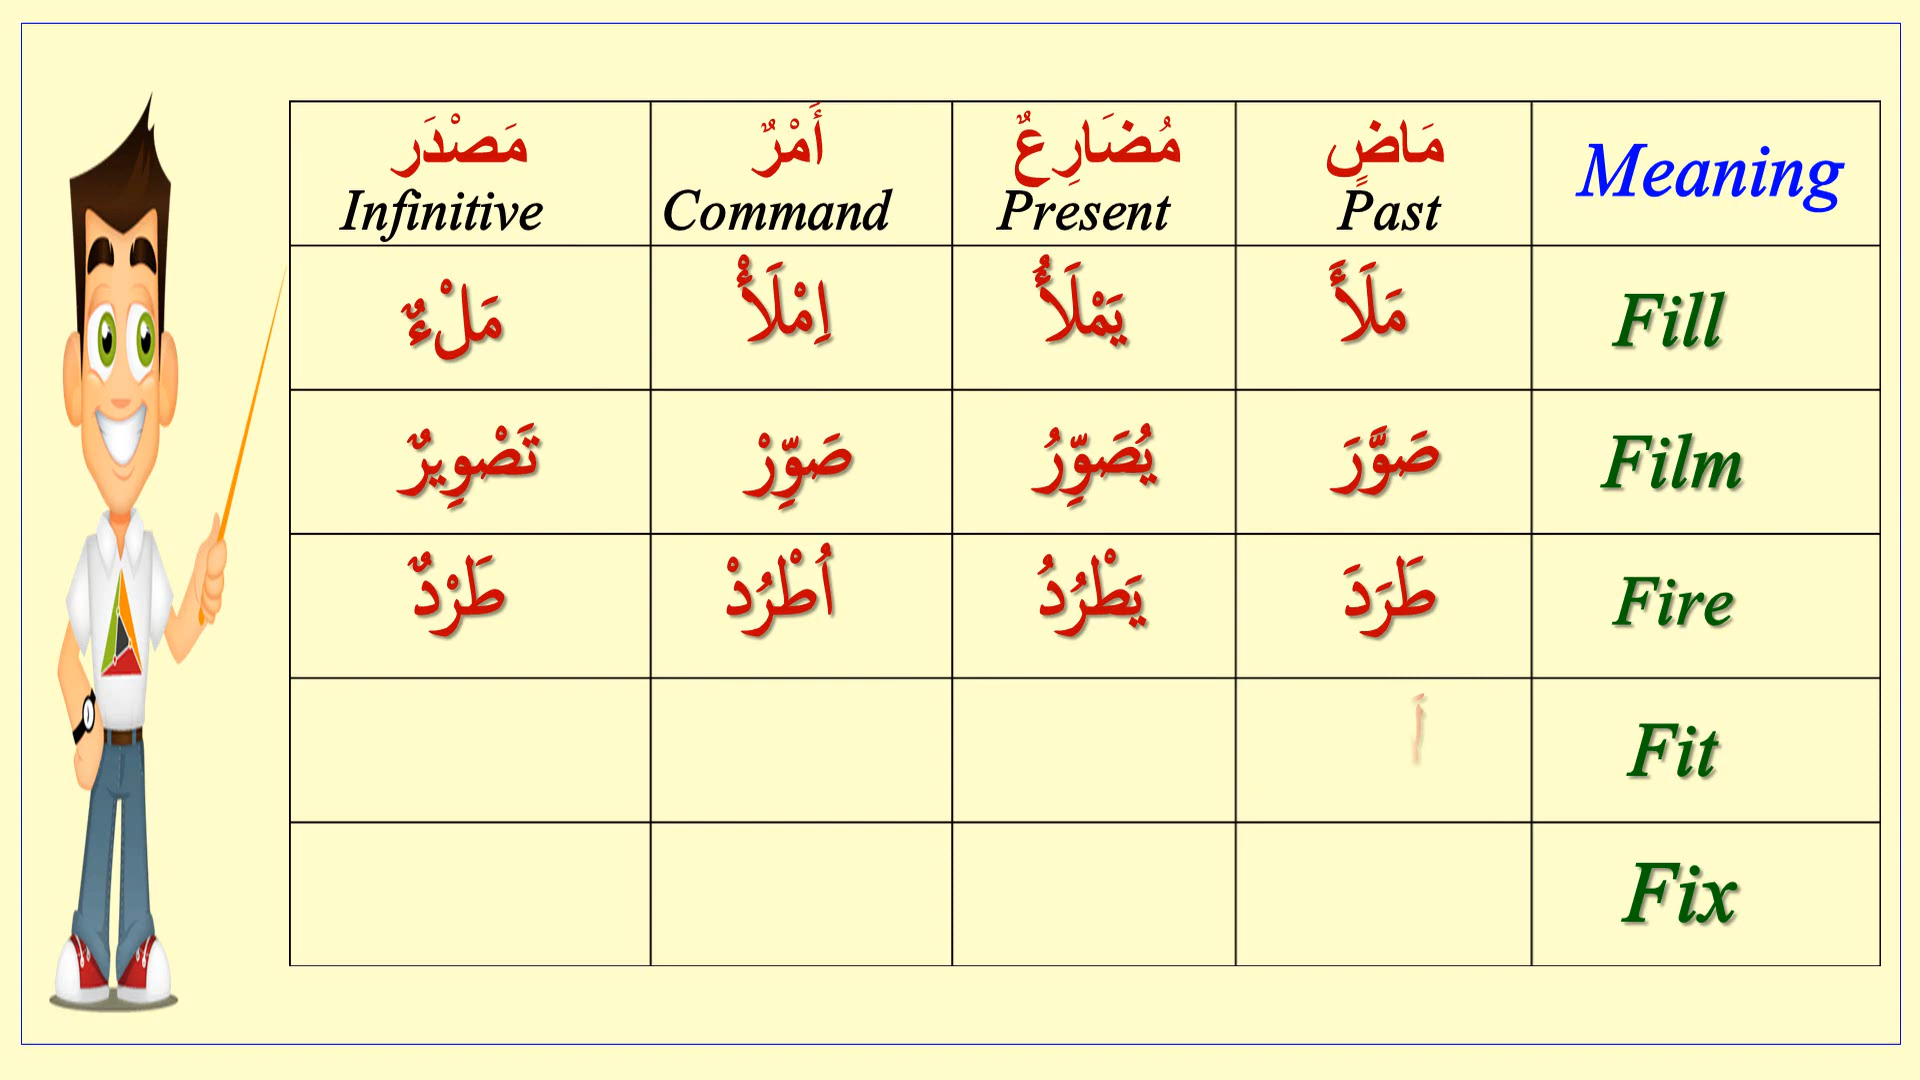 مَاضٍ مُضَارِعٌ أَمْرٌ مَصْدَر
Meaning Past Present Command Infinitive
Fill مَلَأَ يَمْلَأُ اِمْلَأْ مَلْءٌ
Film صَوَّرَ يُصَوِّرُ صَوِّرْ تَصْوِيرٌ
Fire طَرَدَ يَطْرُدُ اُطْرُدْ طَرْدٌ
Fit
Fix